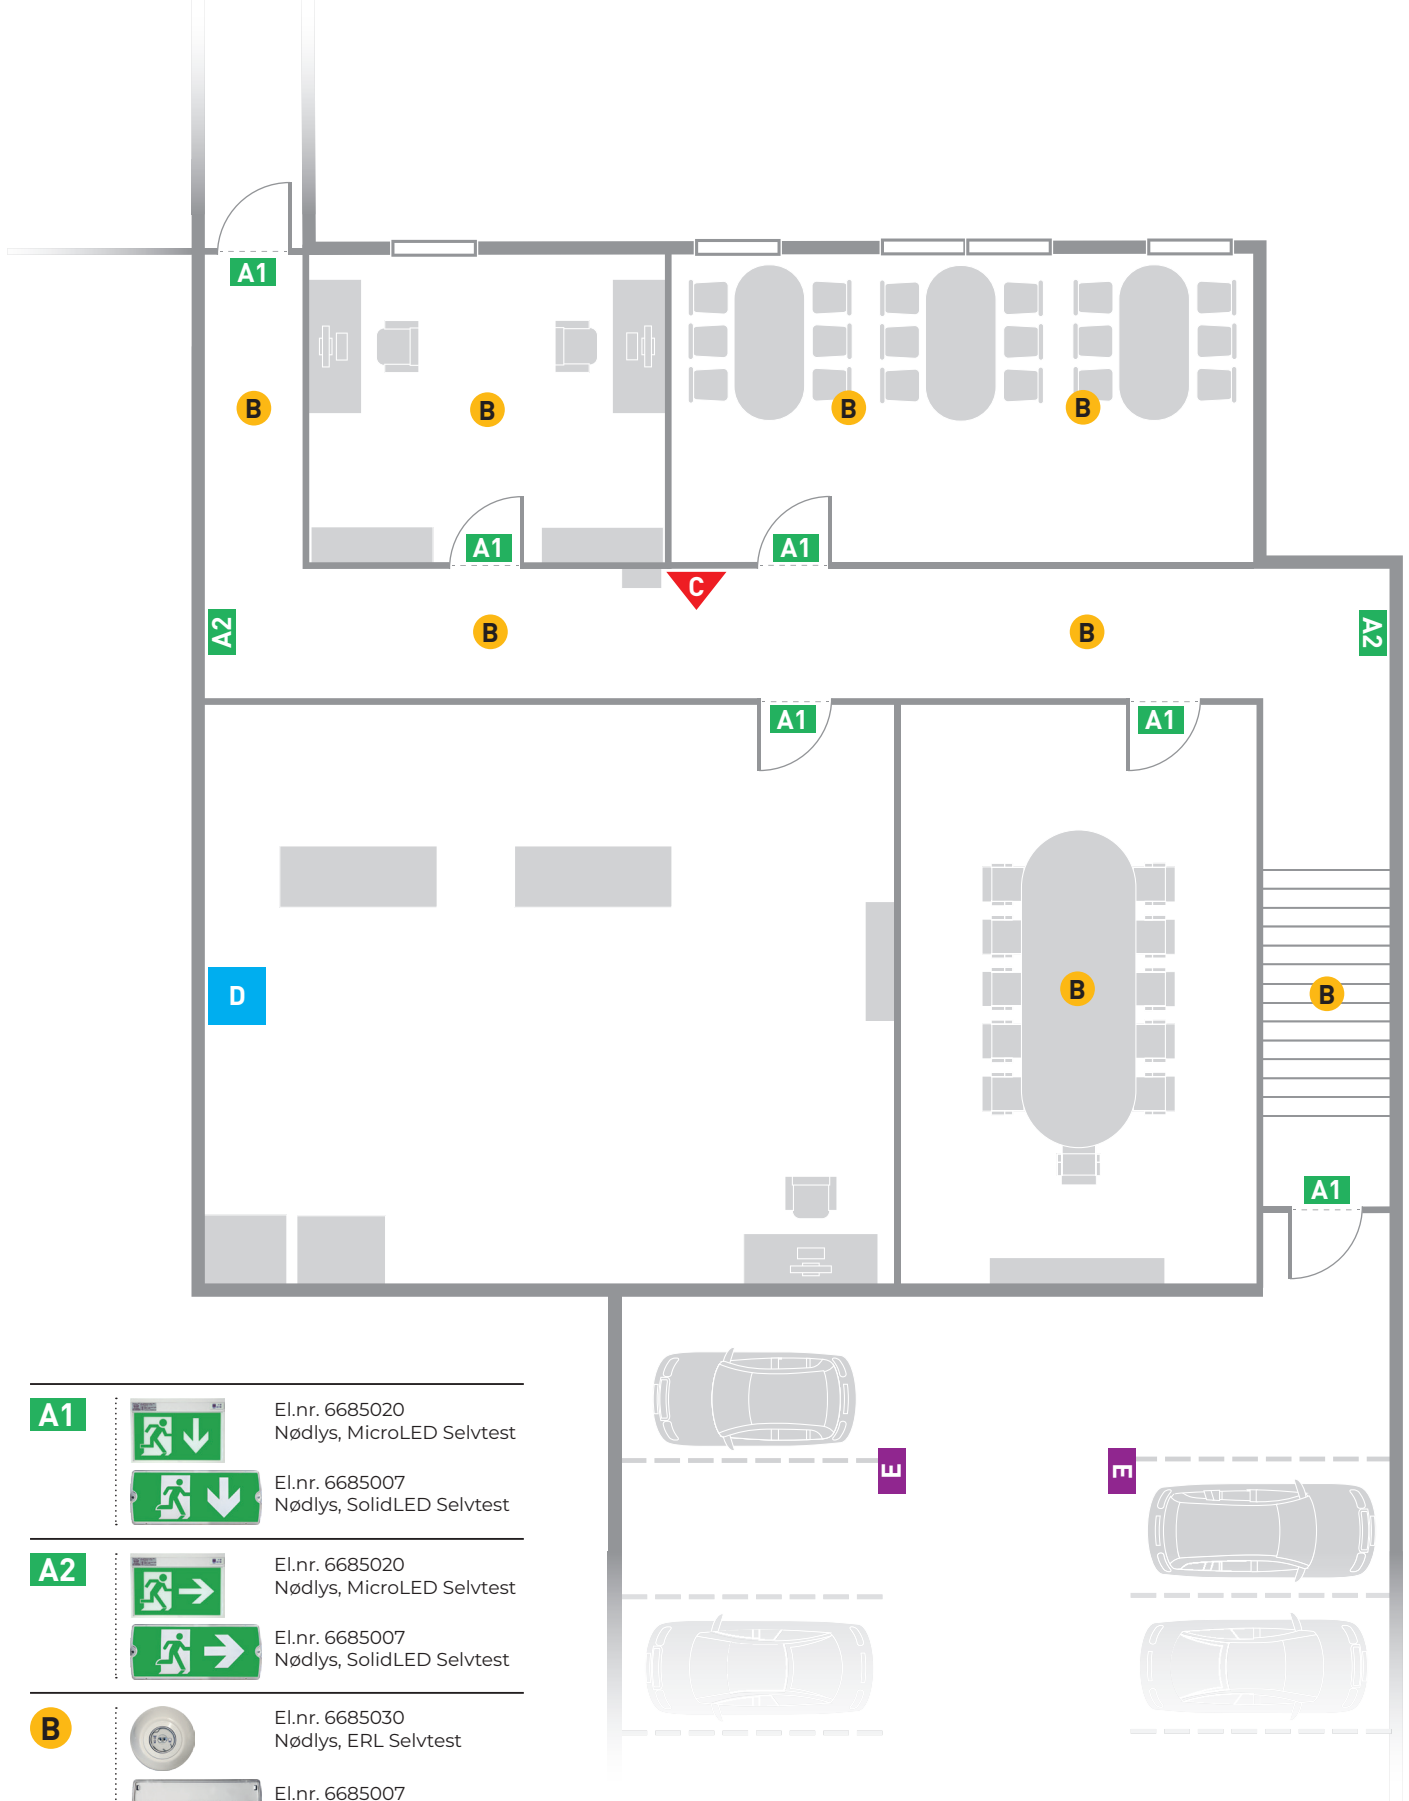 A1
B
B
B
B
A1
A1
C
A2
B
B
A2
A1
A1
D
B
B
A1
E
E
A1
El.nr. 6685020
Nødlys, MicroLED Selvtest
El.nr. 6685007
Nødlys, SolidLED Selvtest
A2
El.nr. 6685020
Nødlys, MicroLED Selvtest
El.nr. 6685007
Nødlys, SolidLED Selvtest
B
El.nr. 6685030
Nødlys, ERL Selvtest
El.nr. 6685007